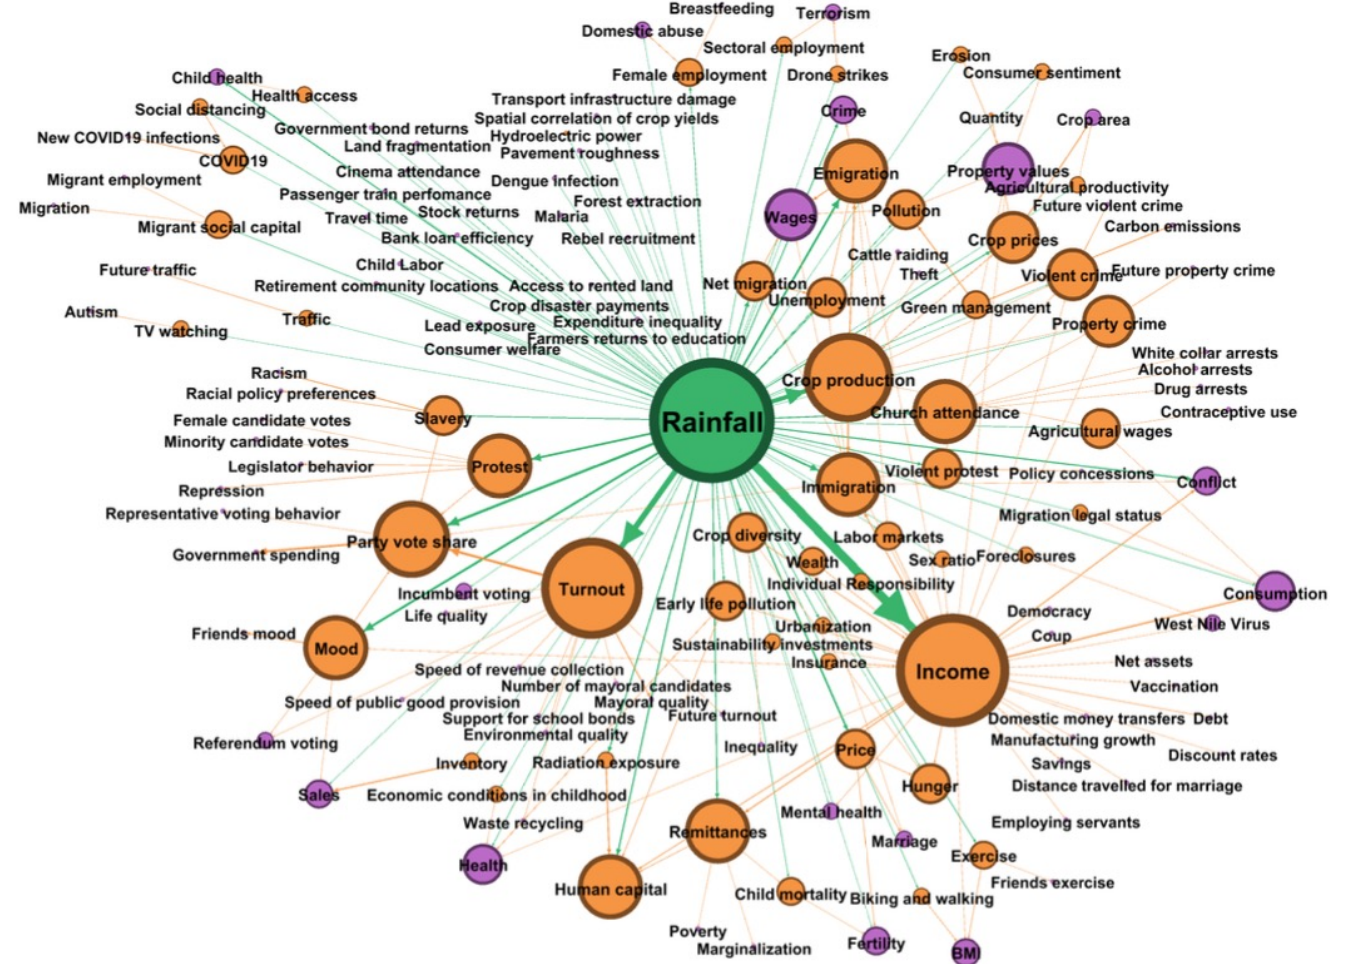 Breastfeeding
Terrorism
Domestic abuse
Sectoral employment
Erosion
Child health
Female employment
Drone strikes
Consumer sentiment
Health access
Social distancing
Transport infrastructure damage
Crime
Spatial correlation of crop yields
Quantity
Crop area
New COVID19 infections
Government bond returns
Hydroelectric power
Land fragmentation
Pavement roughness
COVID19
Cinema attendance
Emigration
Property values
Migrant employment
Dengue infection
Agricultural productivity
Passenger train perfomance
Forest extraction
Migration
Travel time
Stock returns
Malaria
Wages
Pollution
Future violent crime
Migrant social capital
Bank loan efficiency
Rebel recruitment
Crop prices
Carbon emissions
Cattle raiding
Child Labor
Future traffic
Theft
Violent crime
Future property crime
Retirement community locations
Access to rented land
Net migration
Unemployment
Green management
Autism
Crop disaster payments
TV watching
Traffic
Lead exposure
Expenditure inequality
Property crime
Farmers returns to education
Consumer welfare
White collar arrests
Racism
Alcohol arrests
Racial policy preferences
Crop production
Drug arrests
Female candidate votes
Slavery
Rainfall
Church attendance
Contraceptive use
Minority candidate votes
Agricultural wages
Legislator behavior
Protest
Violent protest
Policy concessions
Conflict
Repression
Immigration
Representative voting behavior
Migration legal status
Government spending
Party vote share
Crop diversity
Labor markets
Wealth
Sex ratio
Foreclosures
Turnout
Individual Responsibility
Incumbent voting
Consumption
Life quality
Early life pollution
Democracy
Friends mood
Mood
Urbanization
Coup
West Nile Virus
Sustainability investments
Insurance
Income
Net assets
Speed of revenue collection
Number of mayoral candidates
Vaccination
Speed of public good provision
Mayoral quality
Support for school bonds
Future turnout
Domestic money transfers
Debt
Environmental quality
Referendum voting
Inequality
Price
Manufacturing growth
Discount rates
Inventory
Radiation exposure
Savings
Hunger
Distance travelled for marriage
Sales
Economic conditions in childhood
Mental health
Waste recycling
Remittances
Employing servants
Marriage
Health
Exercise
Human capital
Child mortality
Biking and walking
Friends exercise
Poverty
Marginalization
Fertility
BMI